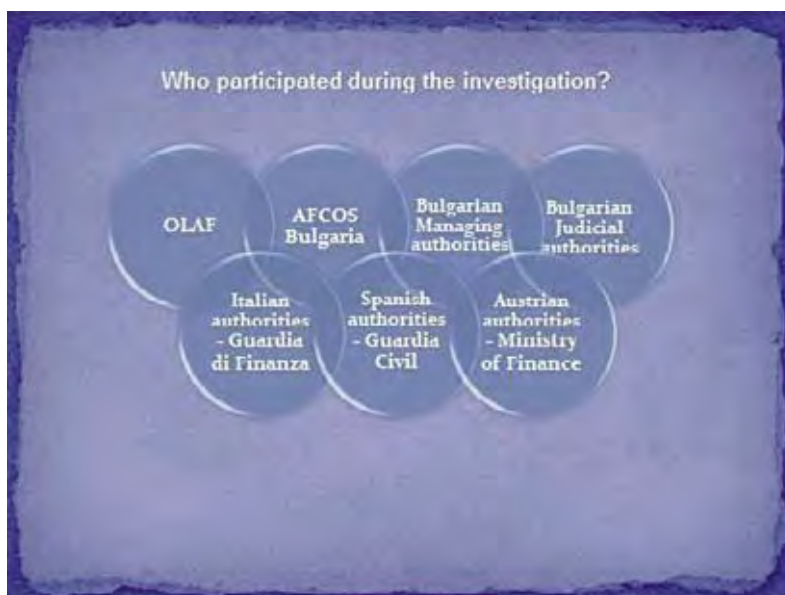 Who participated during the investigation?
OLAF
AFCOS
Bulgaria
Bulgarian
Managing
authorities
Bulgarian
Judicial
authorities
Italian
authorities
- Guardia
di Finanza
Spanish
authorities
- Guardia
Civil
Austrian
authorities
- Ministry
of Finance